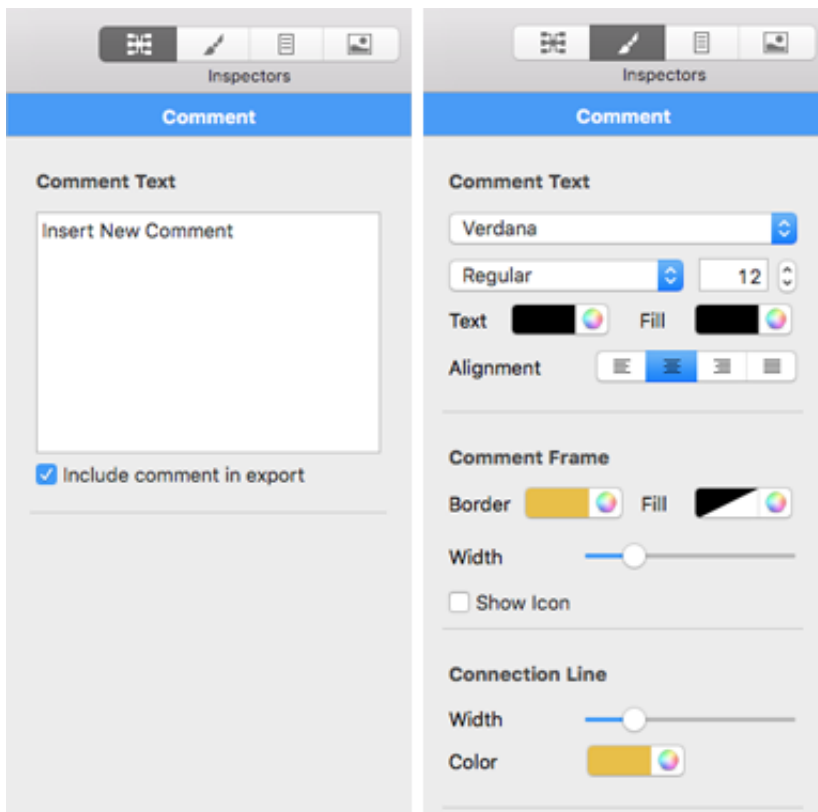 Inspectors
Comment
Comment Text
Insert New Comment
Include comment in export
Inspectors
Comment
Comment Text
Verdana
Regular 12
Text Fill
Alignment
Comment Frame
Border Fill
Width
Show Icon
Connection Line
Width
Color